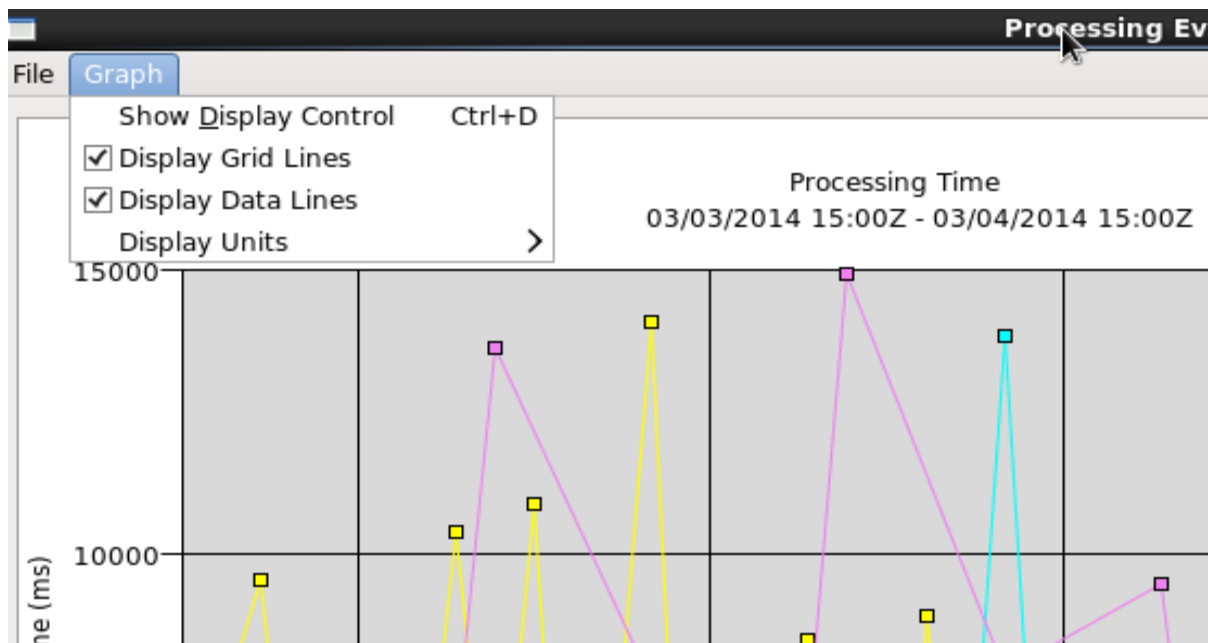 Processing Ev
File Graph
Show Display Control Ctrl+D
Display Grid Lines
Display Data Lines
Display Units
Processing Time
03/03/2014 15:00Z - 03/04/2014 15:00Z
15000
10000
(ms)